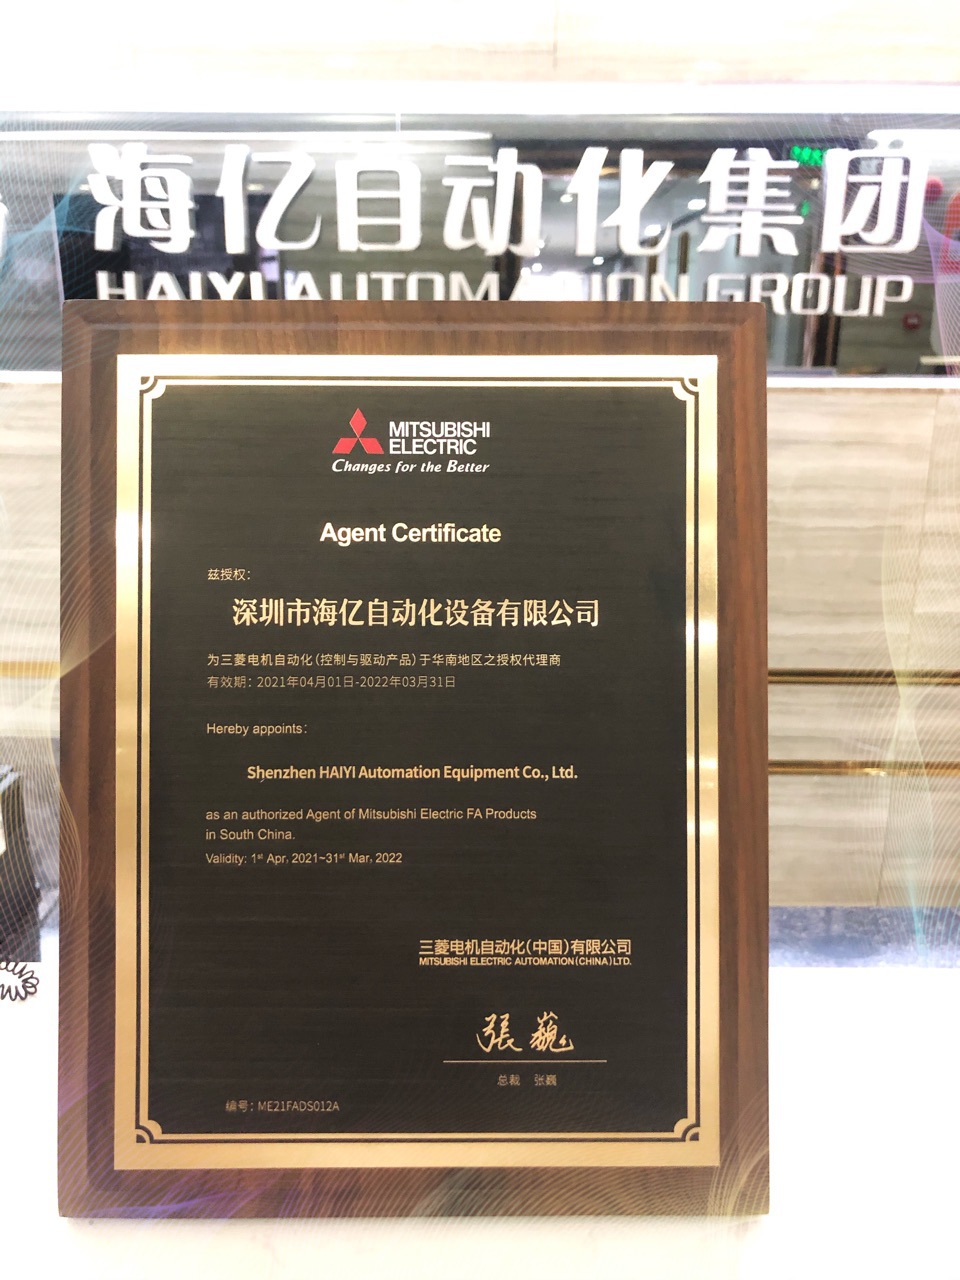 海亿自动化集团
HAIYI AUTOMATION GROUP
MITSUBISHI
ELECTRIC
Changes for the Better
Agent Certificate
兹授权：
深圳市海亿自动化设备有限公司
为三菱电机自动化（控制与驱动产品）于华南地区之授权代理商
有效期：2021年04月01日-2022年03月31日
Hereby appoints:
Shenzhen HAIYI Automation Equipment Co., Ltd.
as an authorized Agent of Mitsubishi Electric FA Products
in South China.
Validity: 1st Apr, 2021~31st Mar, 2022
三菱电机自动化（中国）有限公司
MITSUBISHI ELECTRIC AUTOMATION (CHINA) LTD.
張巍
总裁 张巍
编号：ME21FADS012A